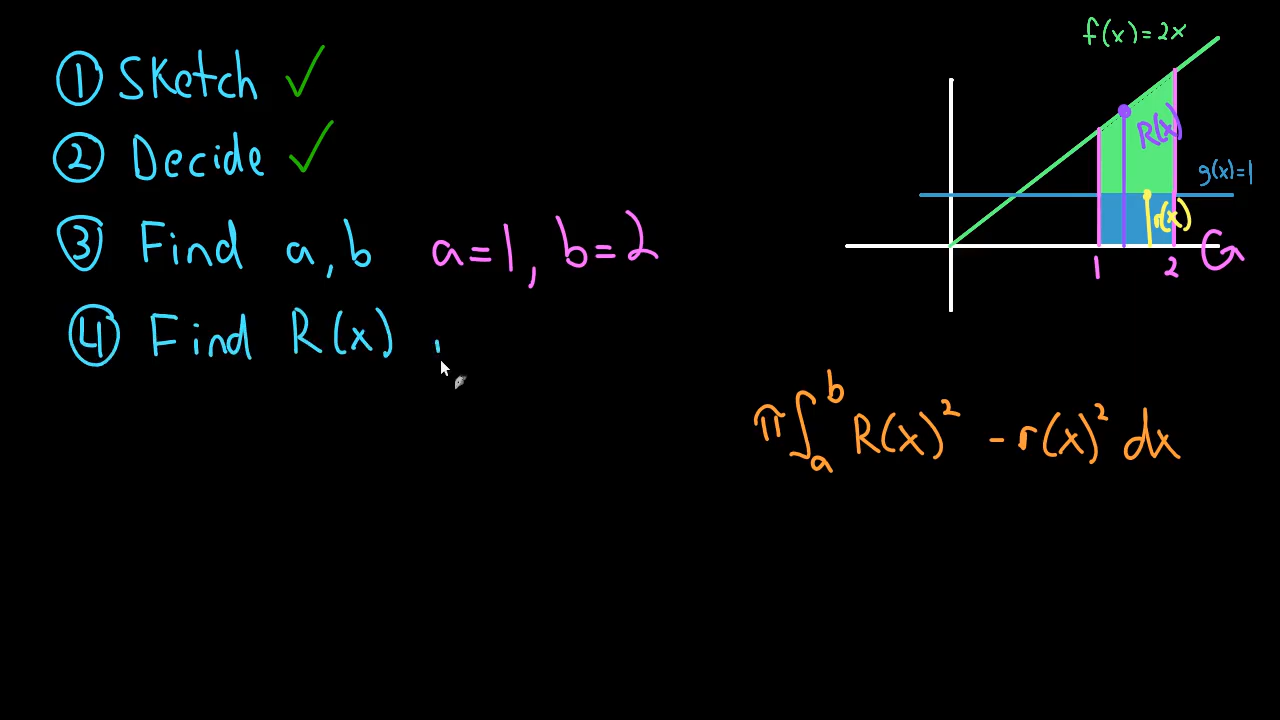 ① Sketch ✓
② Decide ✓
③ Find a, b a=1, b=2
④ Find R(x)
f(x)=2x
R(x)
g(x)=1
r(x)
1 2
π∫ₐᵇ R(x)² - r(x)² dx